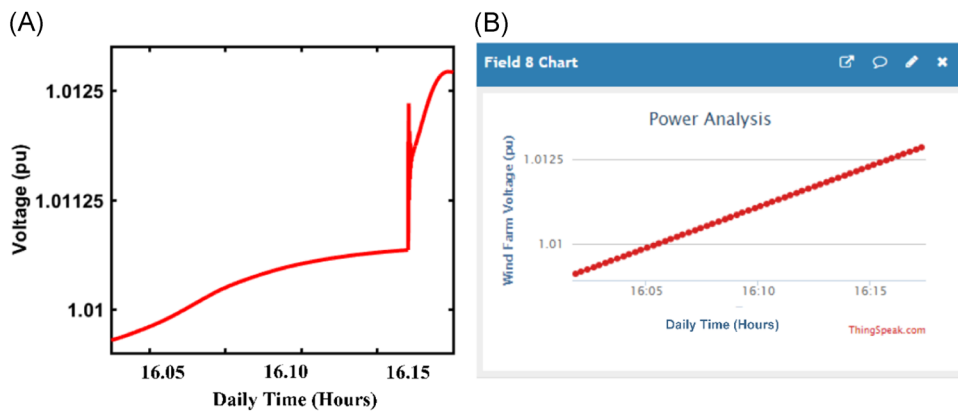 (A)
Voltage (pu)
1.0125
1.01125
1.01
16.05 16.10 16.15
Daily Time (Hours)
(B)
Field 8 Chart
Power Analysis
Wind Farm Voltage (pu)
1.0125
1.01
16:05 16:10 16:15
Daily Time (Hours)
ThingSpeak.com